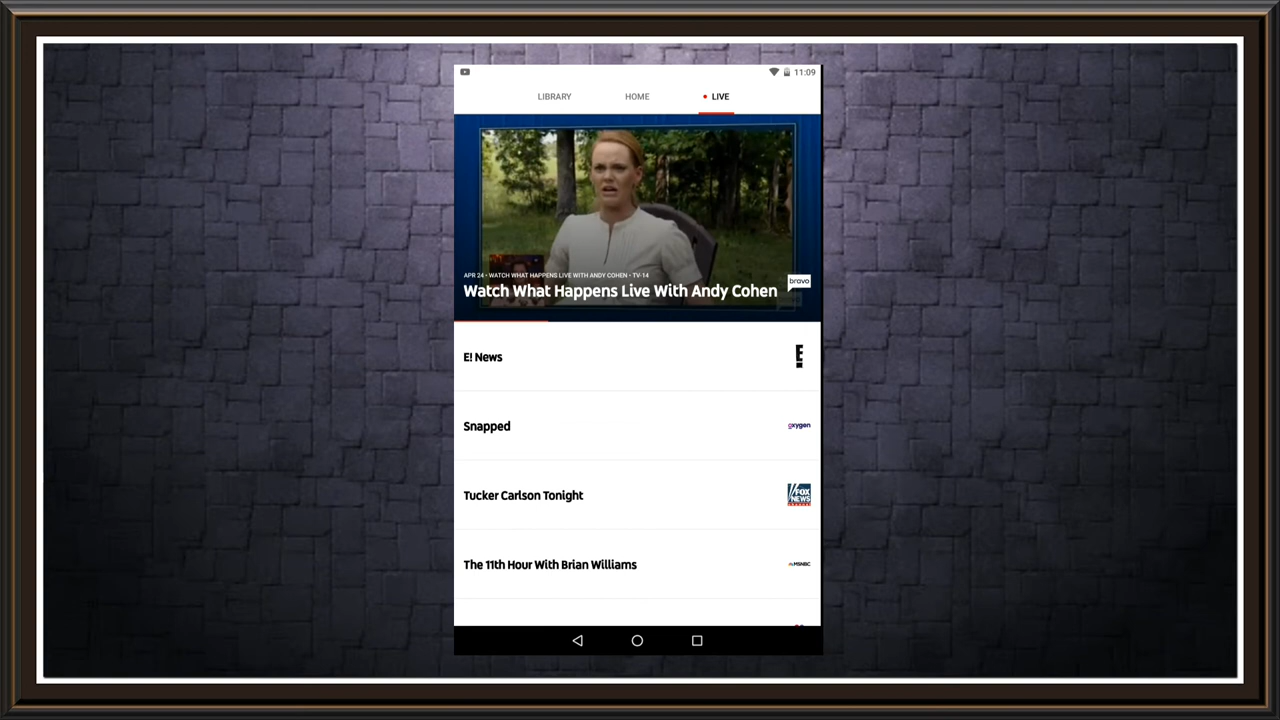 11:09
LIBRARY HOME LIVE
APR 24 • WATCH WHAT HAPPENS LIVE WITH ANDY COHEN • TV-14
Watch What Happens Live With Andy Cohen
bravo
E! News
E!
Snapped
oxygen
Tucker Carlson Tonight
FOX
NEWS
CHANNEL
The 11th Hour With Brian Williams
MSNBC